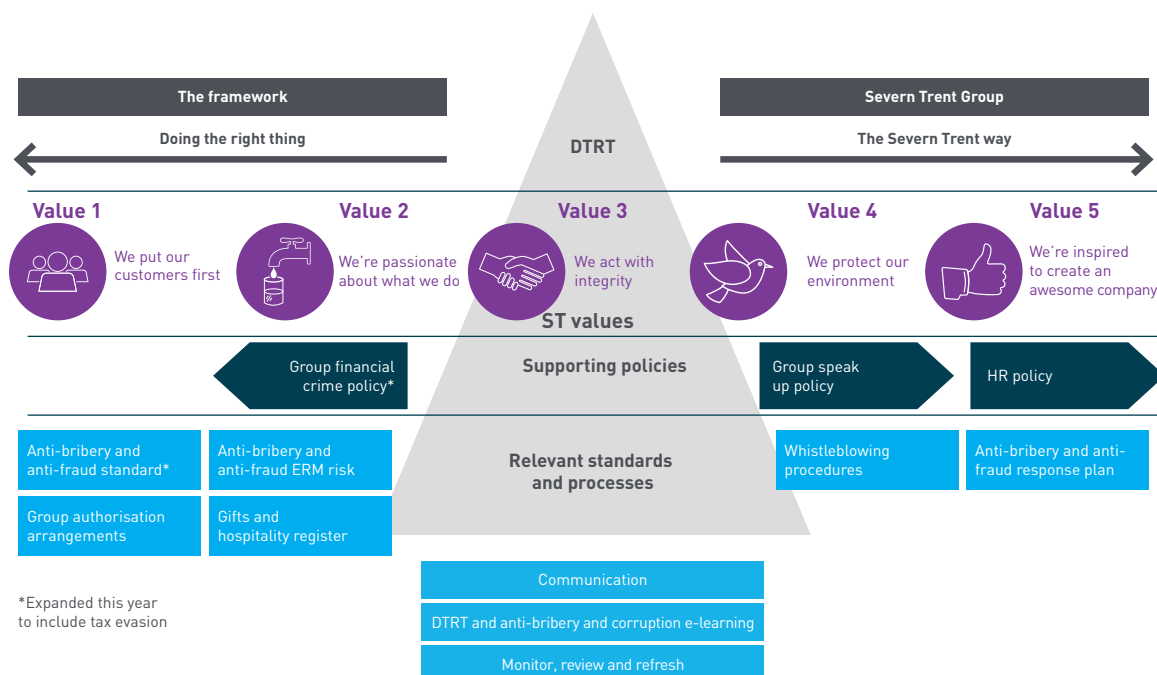 The framework
Severn Trent Group
Doing the right thing
DTRT
The Severn Trent way
Value 1
We put our
customers first
Value 2
We're passionate
about what we do
Value 3
We act with
integrity
Value 4
We protect our
environment
Value 5
We're inspired
to create an
awesome company
ST values
Group financial
crime policy*
Supporting policies
Group speak
up policy
HR policy
Anti-bribery and
anti-fraud standard*
Anti-bribery and
anti-fraud ERM risk
Relevant standards
and processes
Whistleblowing
procedures
Anti-bribery and anti-
fraud response plan
Group authorisation
arrangements
Gifts and
hospitality register
Communication
DTRT and anti-bribery and corruption e-learning
Monitor, review and refresh
*Expanded this year
to include tax evasion